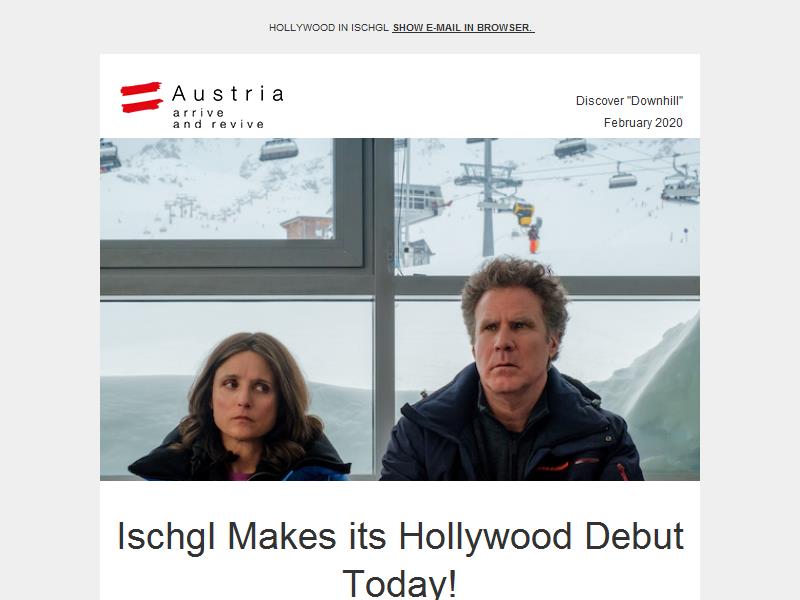 HOLLYWOOD IN ISCHGL SHOW E-MAIL IN BROWSER.
Austria
arrive
and revive
Discover "Downhill"
February 2020
Ischgl Makes its Hollywood Debut
Today!